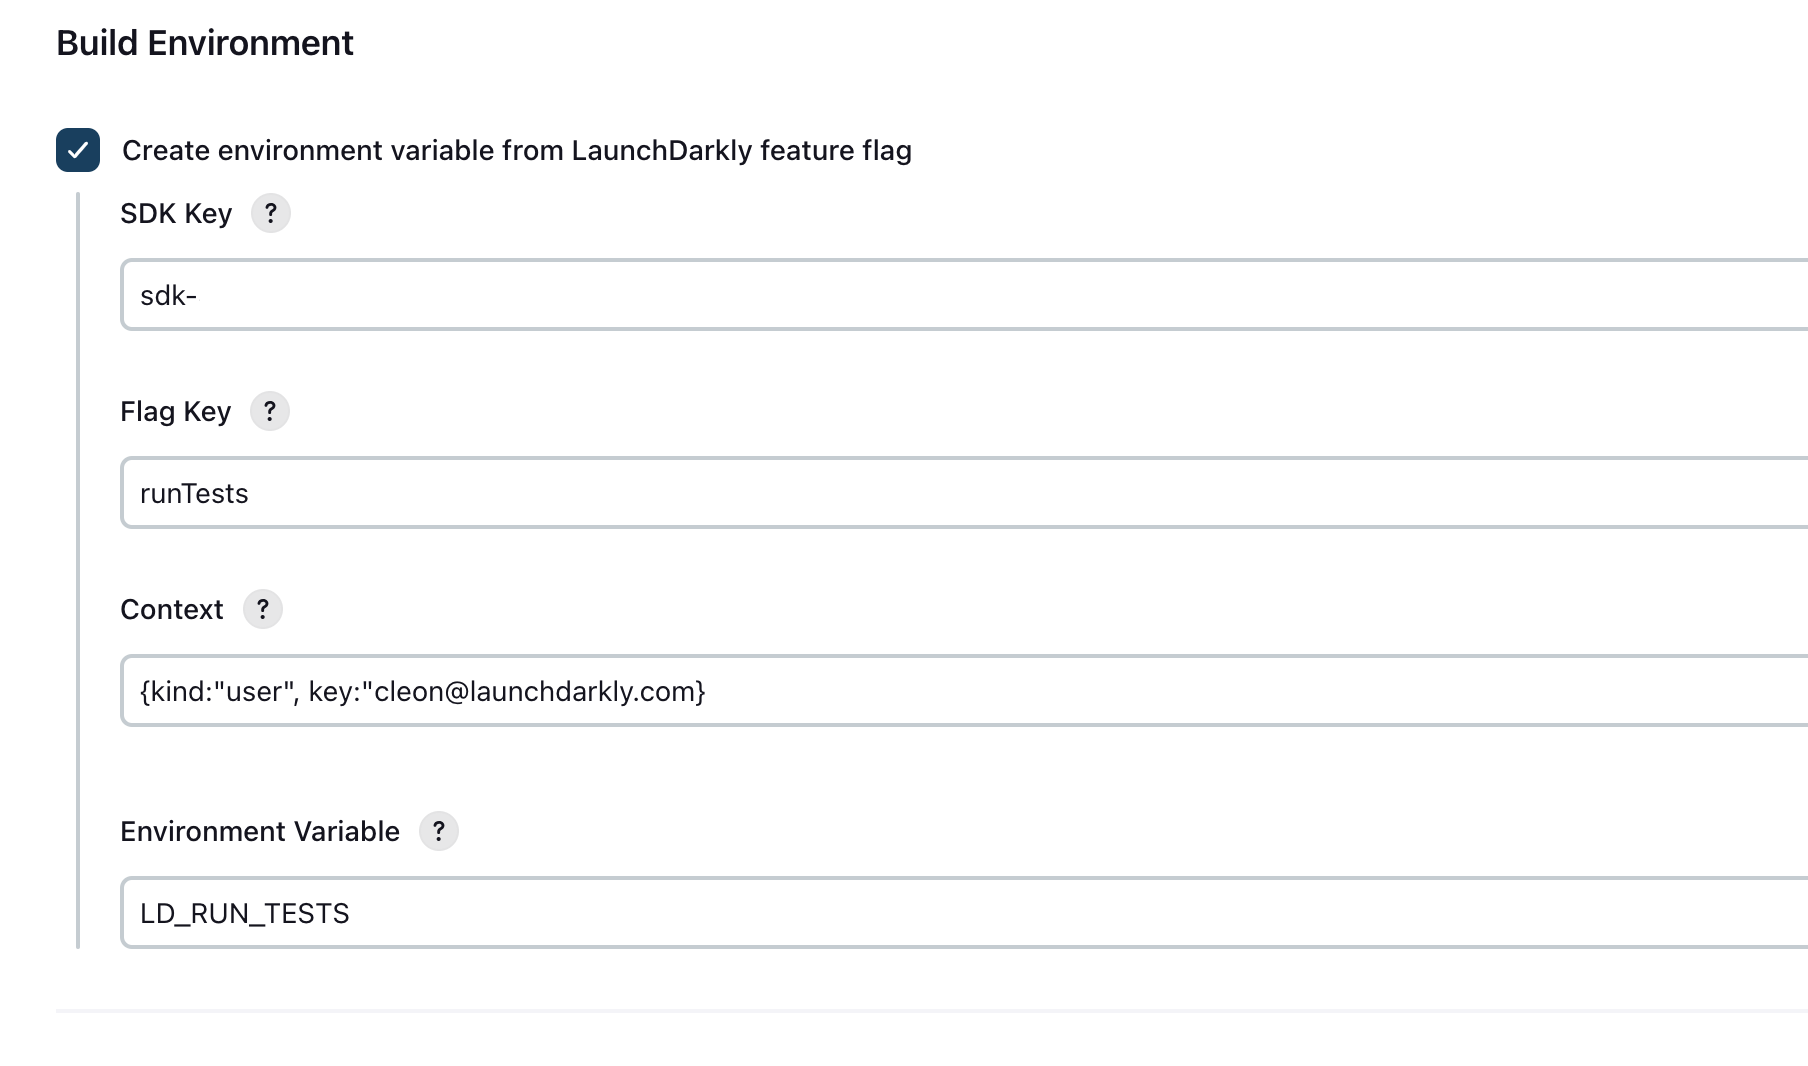 Build Environment
Create environment variable from LaunchDarkly feature flag
SDK Key ?
sdk-
Flag Key ?
runTests
Context ?
{kind:"user", key:"cleon@launchdarkly.com}
Environment Variable ?
LD_RUN_TESTS